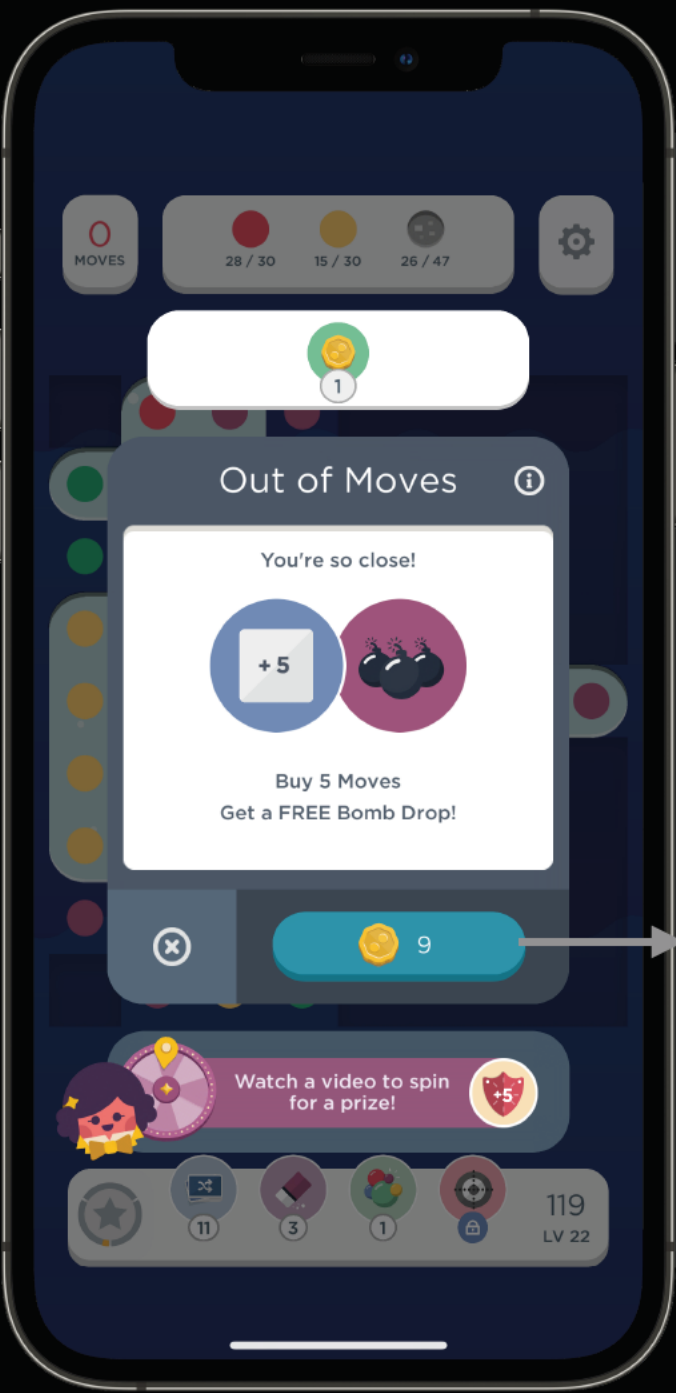 0
MOVES
28 / 30
15 / 30
26 / 47
1
Out of Moves
You're so close!
+ 5
Buy 5 Moves
Get a FREE Bomb Drop!
9
Watch a video to spin
for a prize!
+5
11
3
1
119
LV 22